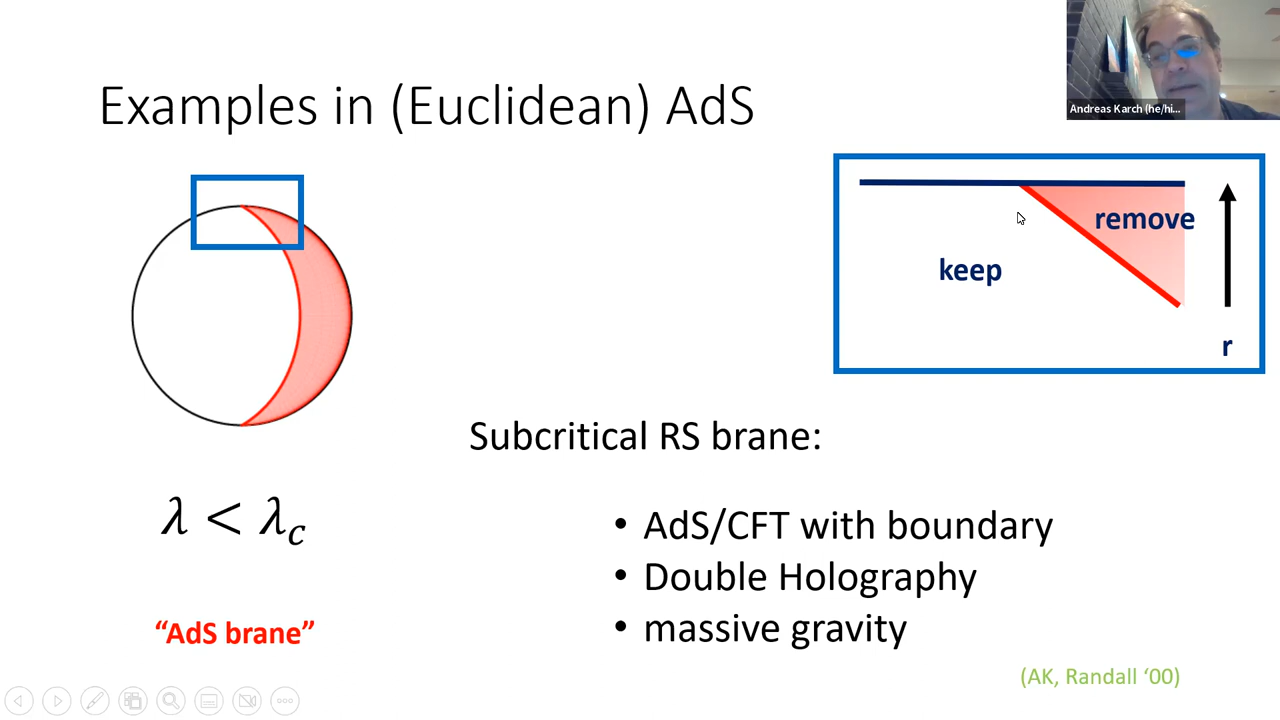 Andreas Karch (he/hi...
Examples in (Euclidean) AdS
remove
keep
r
Subcritical RS brane:
λ < λc
• AdS/CFT with boundary
• Double Holography
• massive gravity
“AdS brane”
(AK, Randall ‘00)